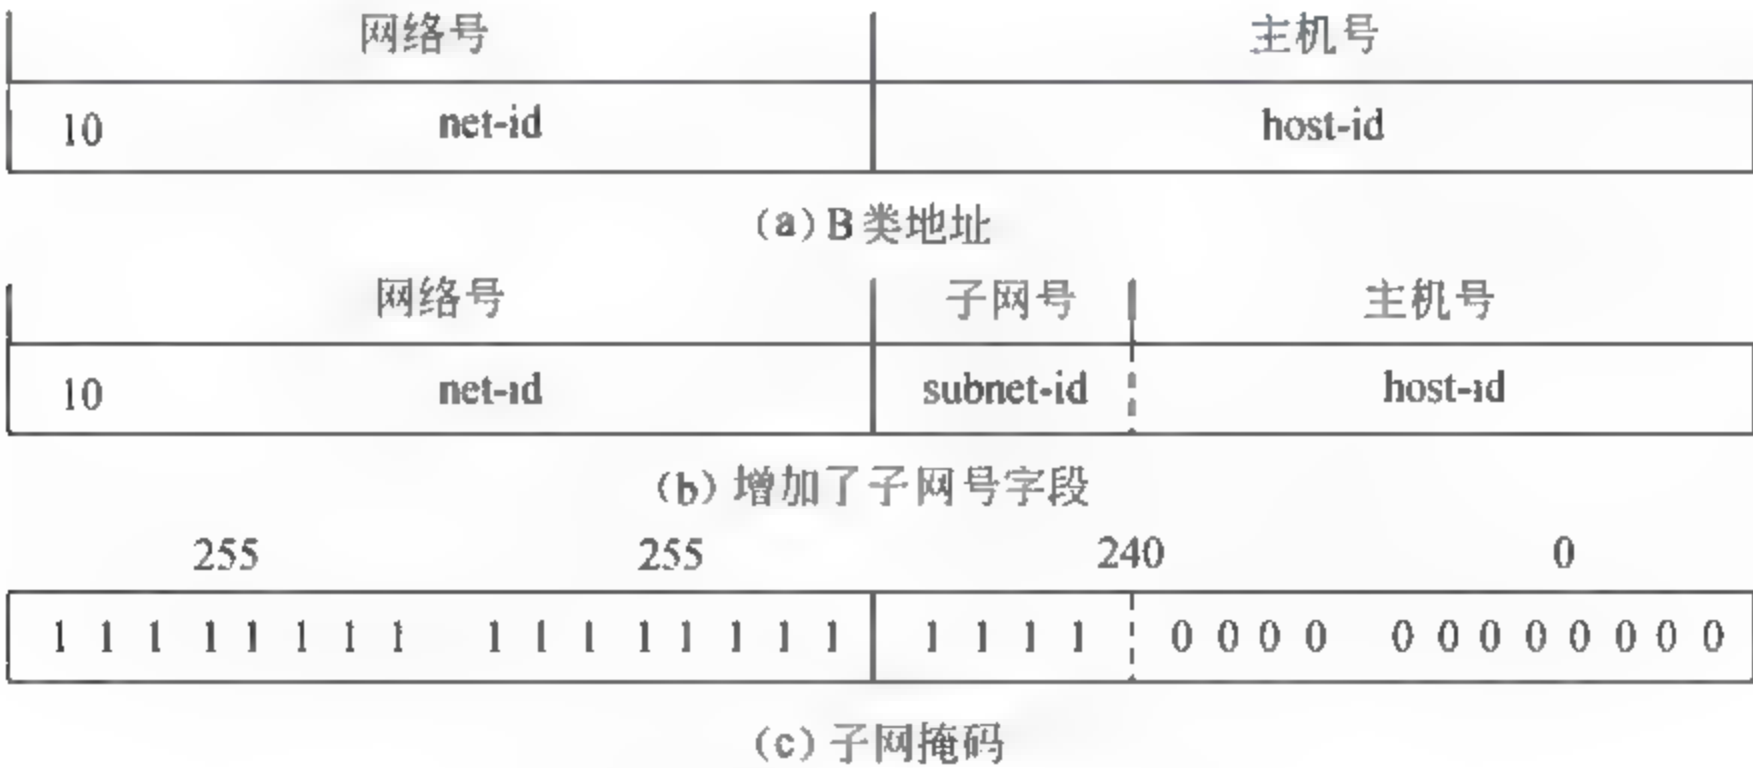 网络号 主机号
10 net-id host-id
(a) B 类地址
网络号 子网号 主机号
10 net-id subnet-id host-id
(b) 增加了子网号字段
255 255 240 0
1 1 1 1 1 1 1 1 1 1 1 1 1 1 1 1 1 1 1 1 0 0 0 0 0 0 0 0 0 0 0 0
(c) 子网掩码